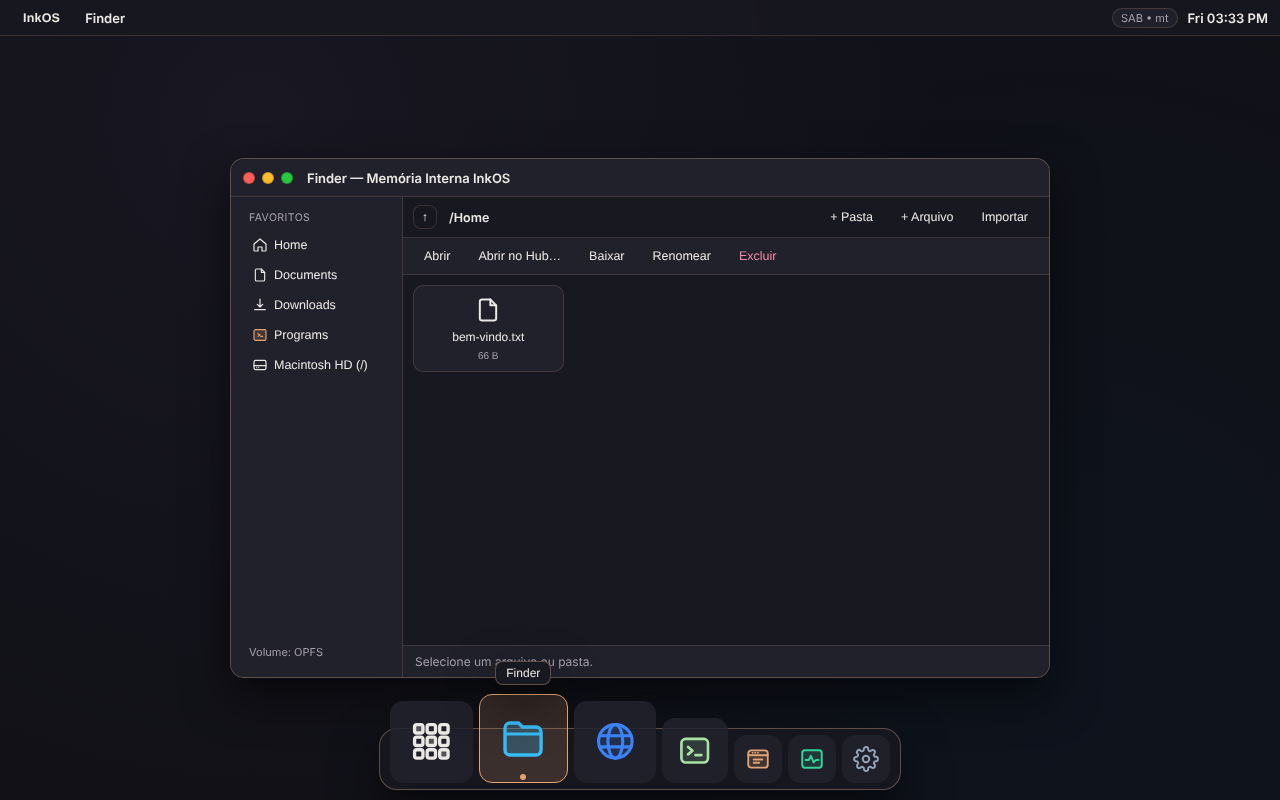 InkOS Finder SAB • mt Fri 03:33 PM
Finder — Memória Interna InkOS
FAVORITOS
Home
Documents
Downloads
Programs
Macintosh HD (/)
Volume: OPFS
↑ /Home + Pasta + Arquivo Importar
Abrir Abrir no Hub… Baixar Renomear Excluir
bem-vindo.txt
66 B
Selecione um arquivo ou pasta.
Finder